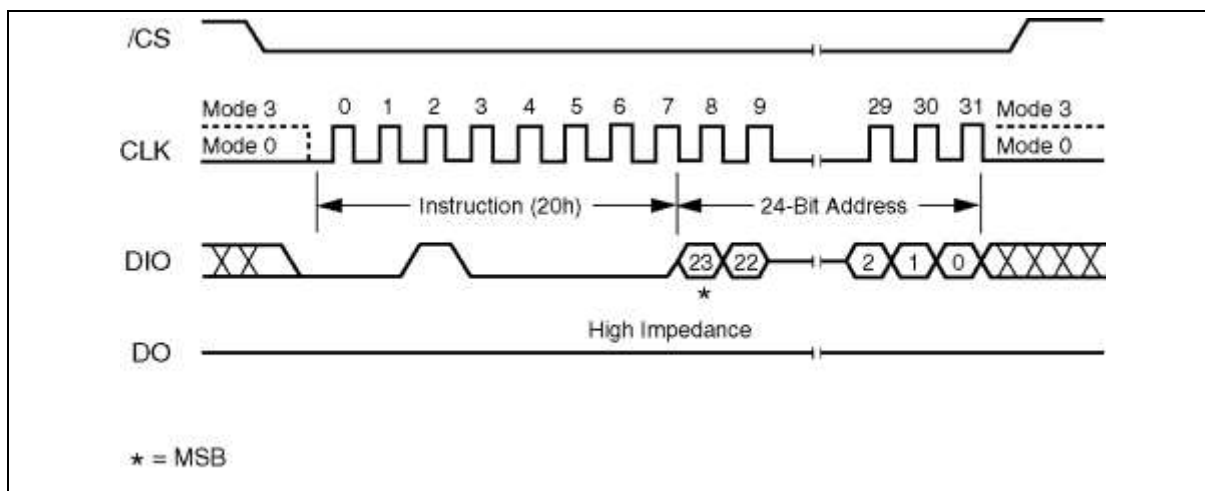 /CS
Mode 3 0 1 2 3 4 5 6 7 8 9 29 30 31 Mode 3
CLK Mode 0 Mode 0
Instruction (20h) 24-Bit Address
DIO 23 22 2 1 0
*
High Impedance
DO
* = MSB